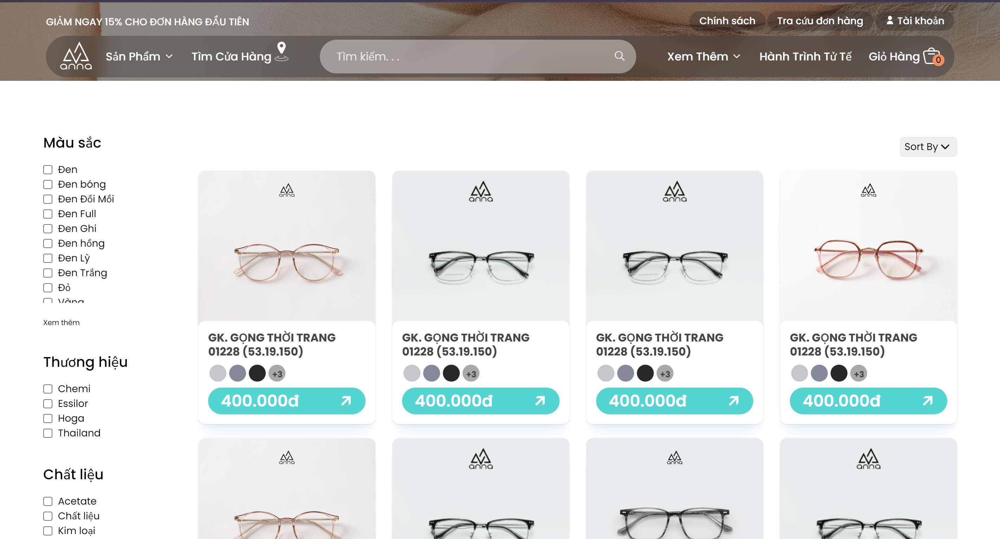 GIẢM NGAY 15% CHO ĐƠN HÀNG ĐẦU TIÊN
Chính sách
Tra cứu đơn hàng
Tài khoản
anna
Sản Phẩm
Tìm Cửa Hàng
Tìm kiếm. . .
Xem Thêm
Hành Trình Tử Tế
Giỏ Hàng
0
Màu sắc
Đen
Đen bóng
Đen Đồi Mồi
Đen Full
Đen Ghi
Đen hồng
Đen Lỳ
Đen Trắng
Đỏ
Vàng
Xem thêm
Thương hiệu
Chemi
Essilor
Hoga
Thailand
Chất liệu
Acetate
Chất liệu
Kim loại
Sort By
anna
GK. GỌNG THỜI TRANG
01228 (53.19.150)
+3
400.000đ
anna
GK. GỌNG THỜI TRANG
01228 (53.19.150)
+3
400.000đ
anna
GK. GỌNG THỜI TRANG
01228 (53.19.150)
+3
400.000đ
anna
GK. GỌNG THỜI TRANG
01228 (53.19.150)
+3
400.000đ
anna
anna
anna
anna